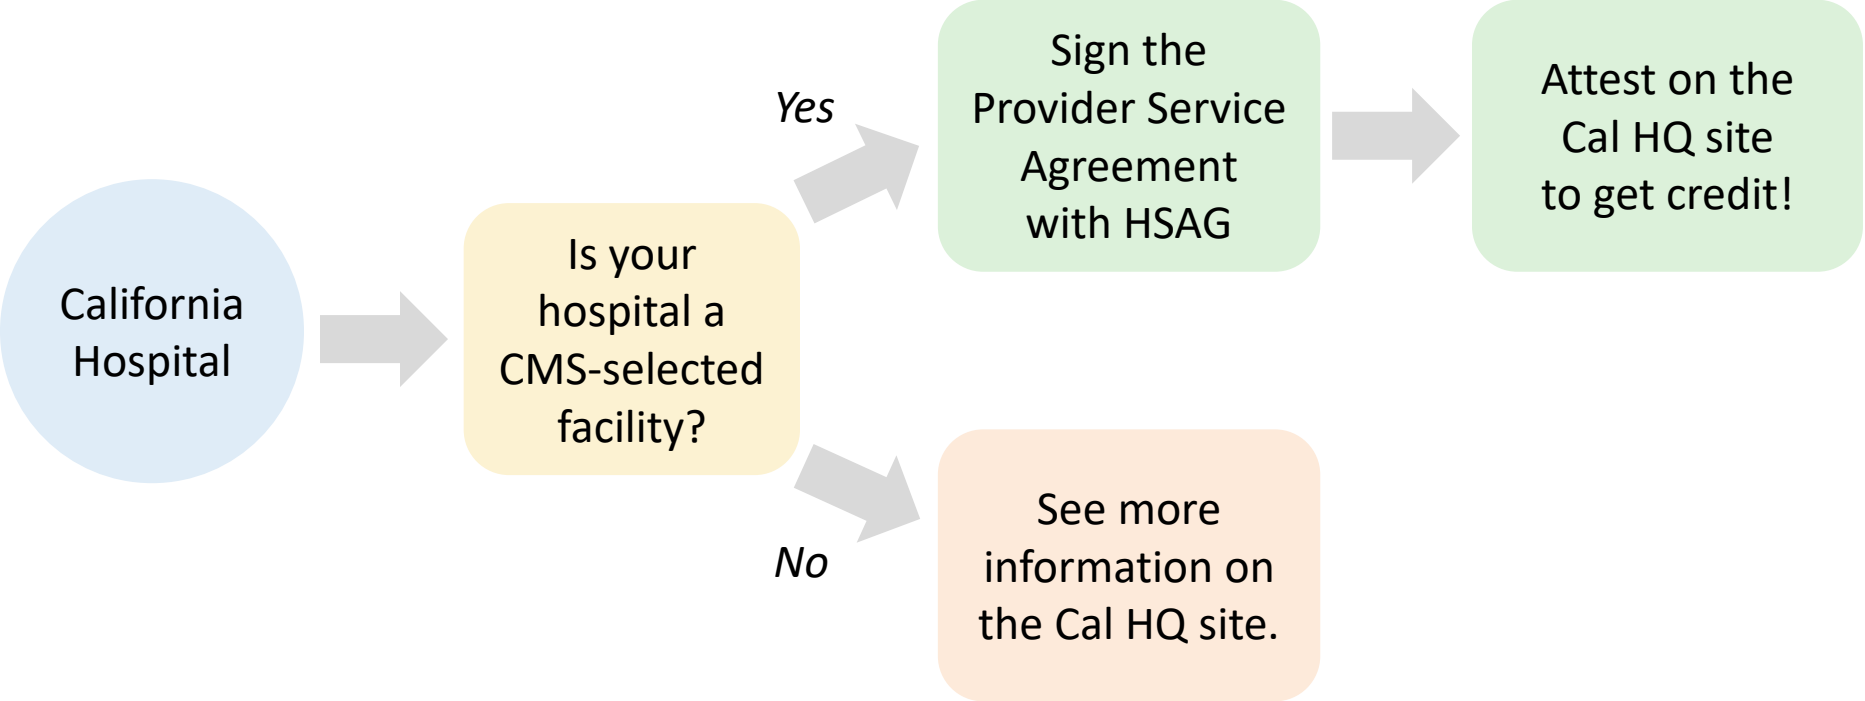 California
Hospital
Is your
hospital a
CMS-selected
facility?
Yes
Sign the
Provider Service
Agreement
with HSAG
Attest on the
Cal HQ site
to get credit!
No
See more
information on
the Cal HQ site.